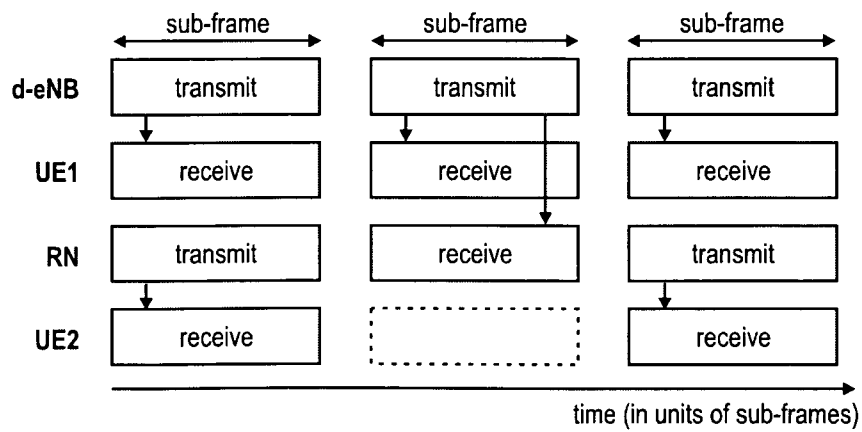 sub-frame sub-frame sub-frame
d-eNB transmit transmit transmit
UE1 receive receive receive
RN transmit receive transmit
UE2 receive receive
time (in units of sub-frames)